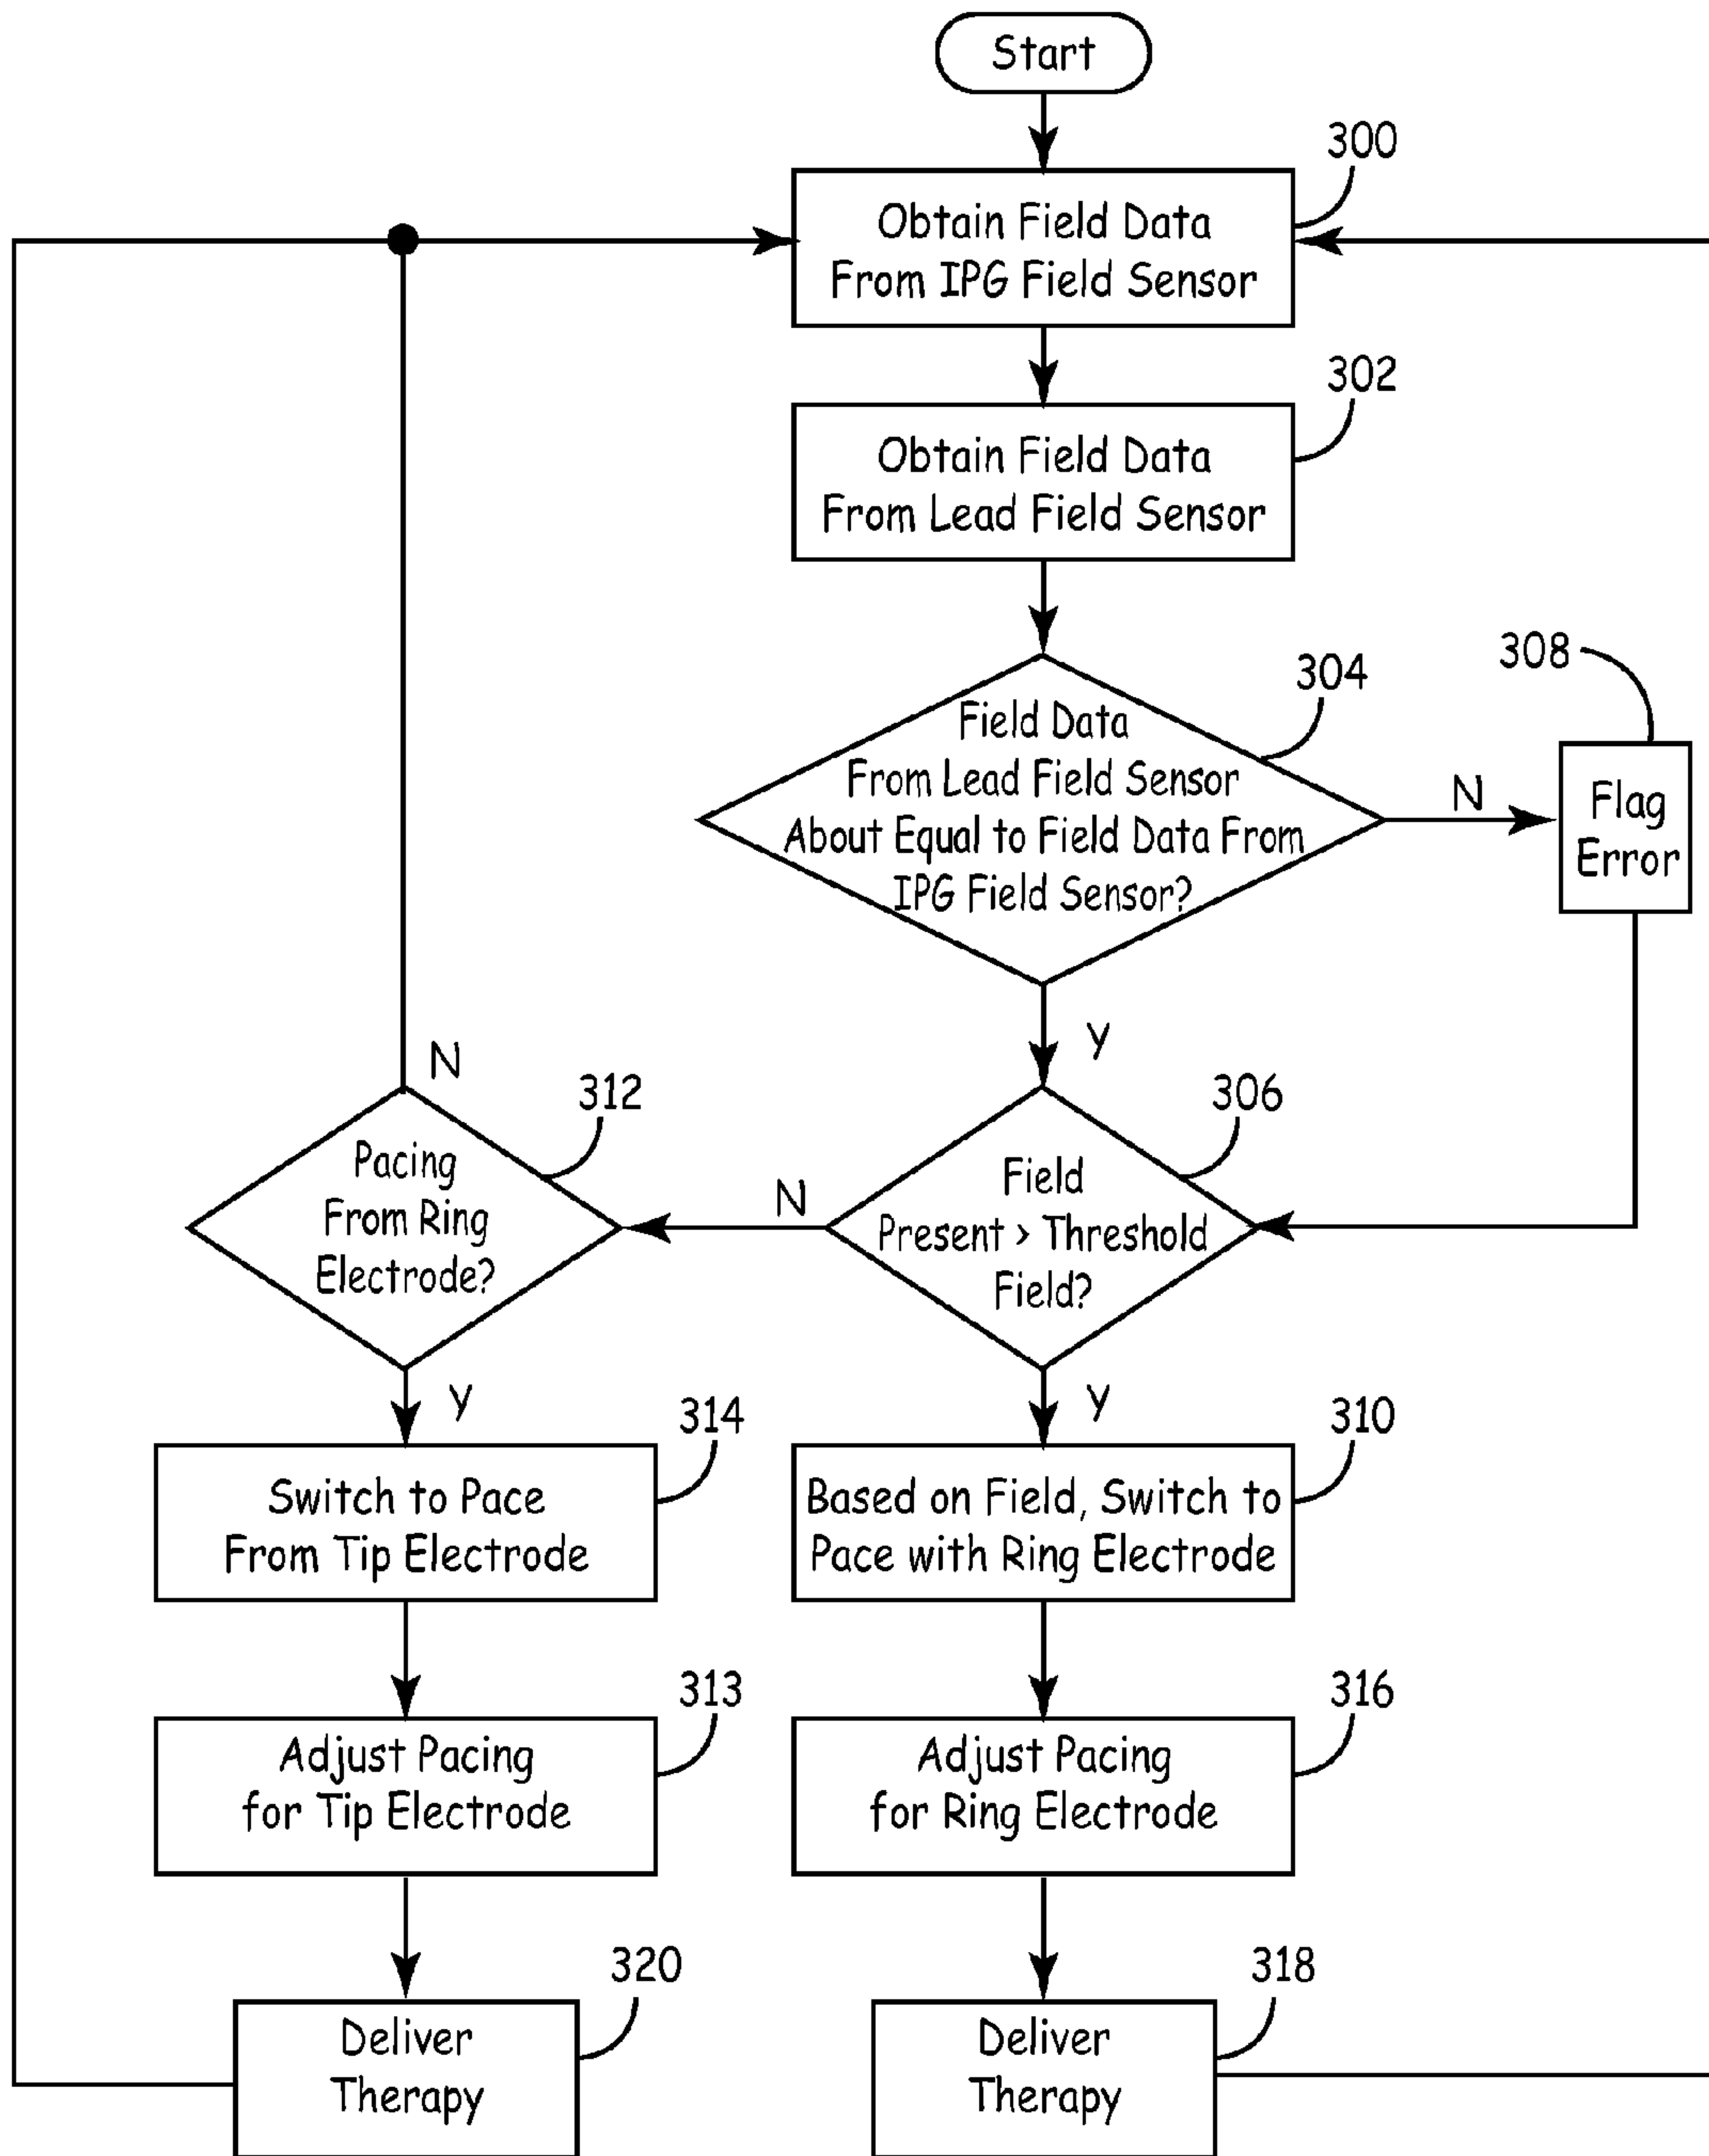 Start
300
Obtain Field Data
From IPG Field Sensor
302
Obtain Field Data
From Lead Field Sensor
304
Field Data
From Lead Field Sensor
About Equal to Field Data From
IPG Field Sensor?
N
308
Flag
Error
y
306
Field
Present > Threshold
Field?
N
312
Pacing
From Ring
Electrode?
N
y
314
Switch to Pace
From Tip Electrode
y
310
Based on Field, Switch to
Pace with Ring Electrode
313
Adjust Pacing
for Tip Electrode
316
Adjust Pacing
for Ring Electrode
320
Deliver
Therapy
318
Deliver
Therapy